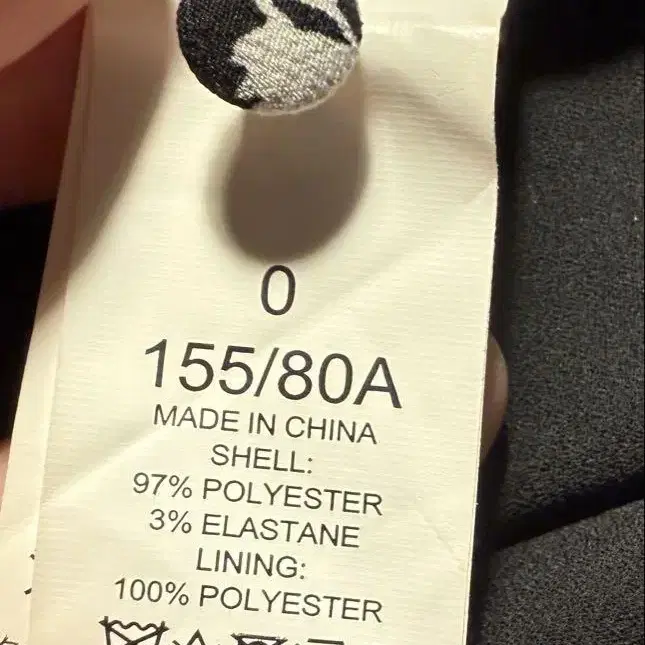 0
155/80A
MADE IN CHINA
SHELL:
97% POLYESTER
3% ELASTANE
LINING:
100% POLYESTER